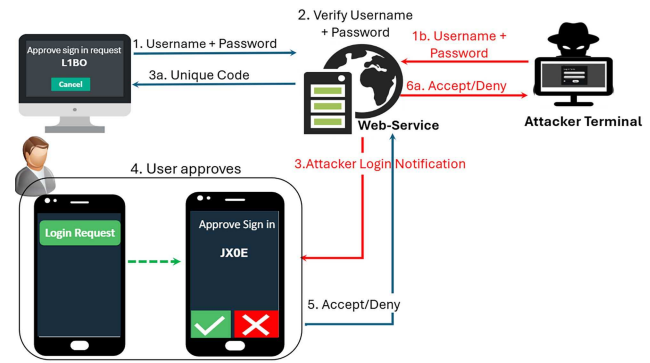 2. Verify Username
+ Password
1b. Username +
Password
1. Username + Password
Approve sign in request
L1BO
Cancel
3a. Unique Code
6a. Accept/Deny
Web-Service
Attacker Terminal
3.Attacker Login Notification
4. User approves
Login Request
Approve Sign in
JX0E
5. Accept/Deny